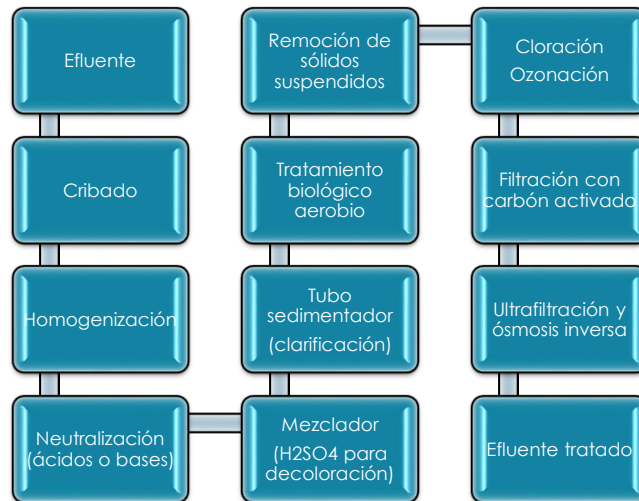 Efluente
Cribado
Homogenización
Neutralización
(ácidos o bases)
Mezclador
(H2SO4 para
decoloración)
Tubo
sedimentador
(clarificación)
Tratamiento
biológico
aerobio
Remoción de
sólidos
suspendidos
Cloración
Ozonación
Filtración con
carbón activado
Ultrafiltración y
ósmosis inversa
Efluente tratado